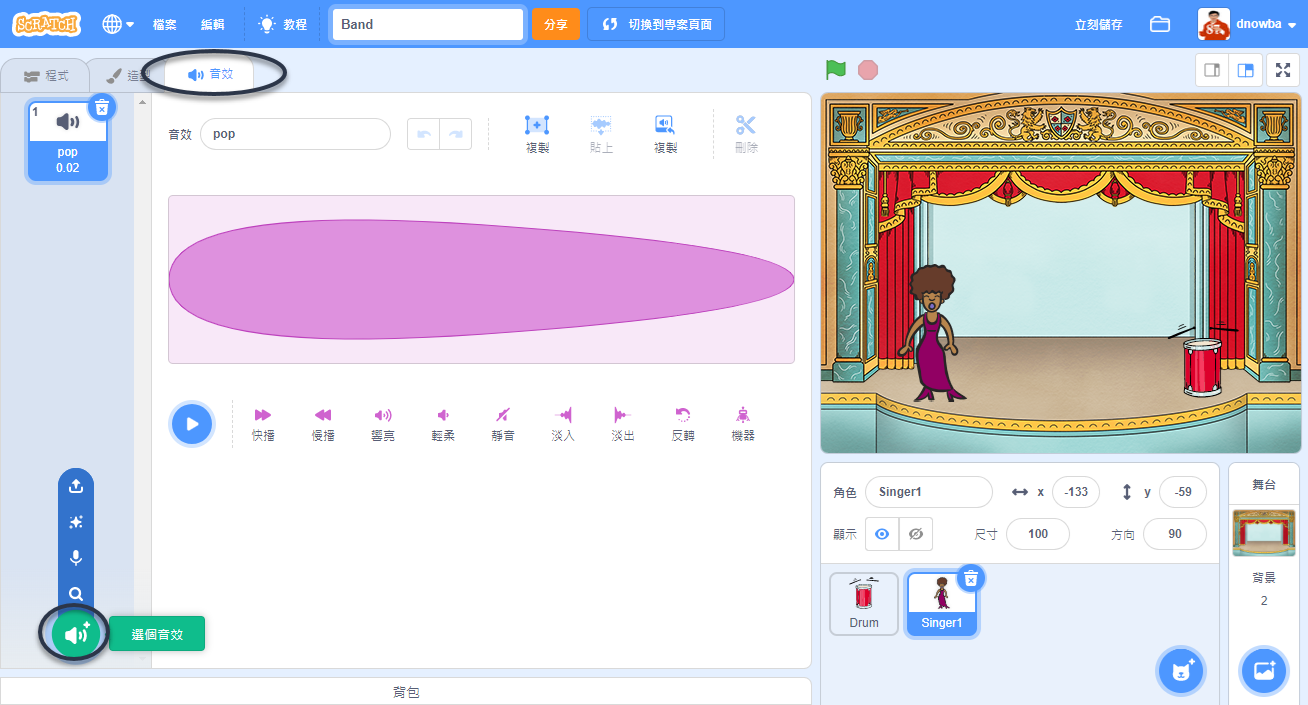 SCRATCH
檔案
編輯
教程
Band
分享
切換到專案頁面
立刻儲存
dnowba
程式
造型
音效
1
pop
0.02
音效
pop
複製
貼上
複製
刪除
快播
慢播
響亮
輕柔
靜音
淡入
淡出
反轉
機器
選個音效
背包
角色
Singer1
x
-133
y
-59
顯示
尺寸
100
方向
90
Drum
Singer1
舞台
背景
2